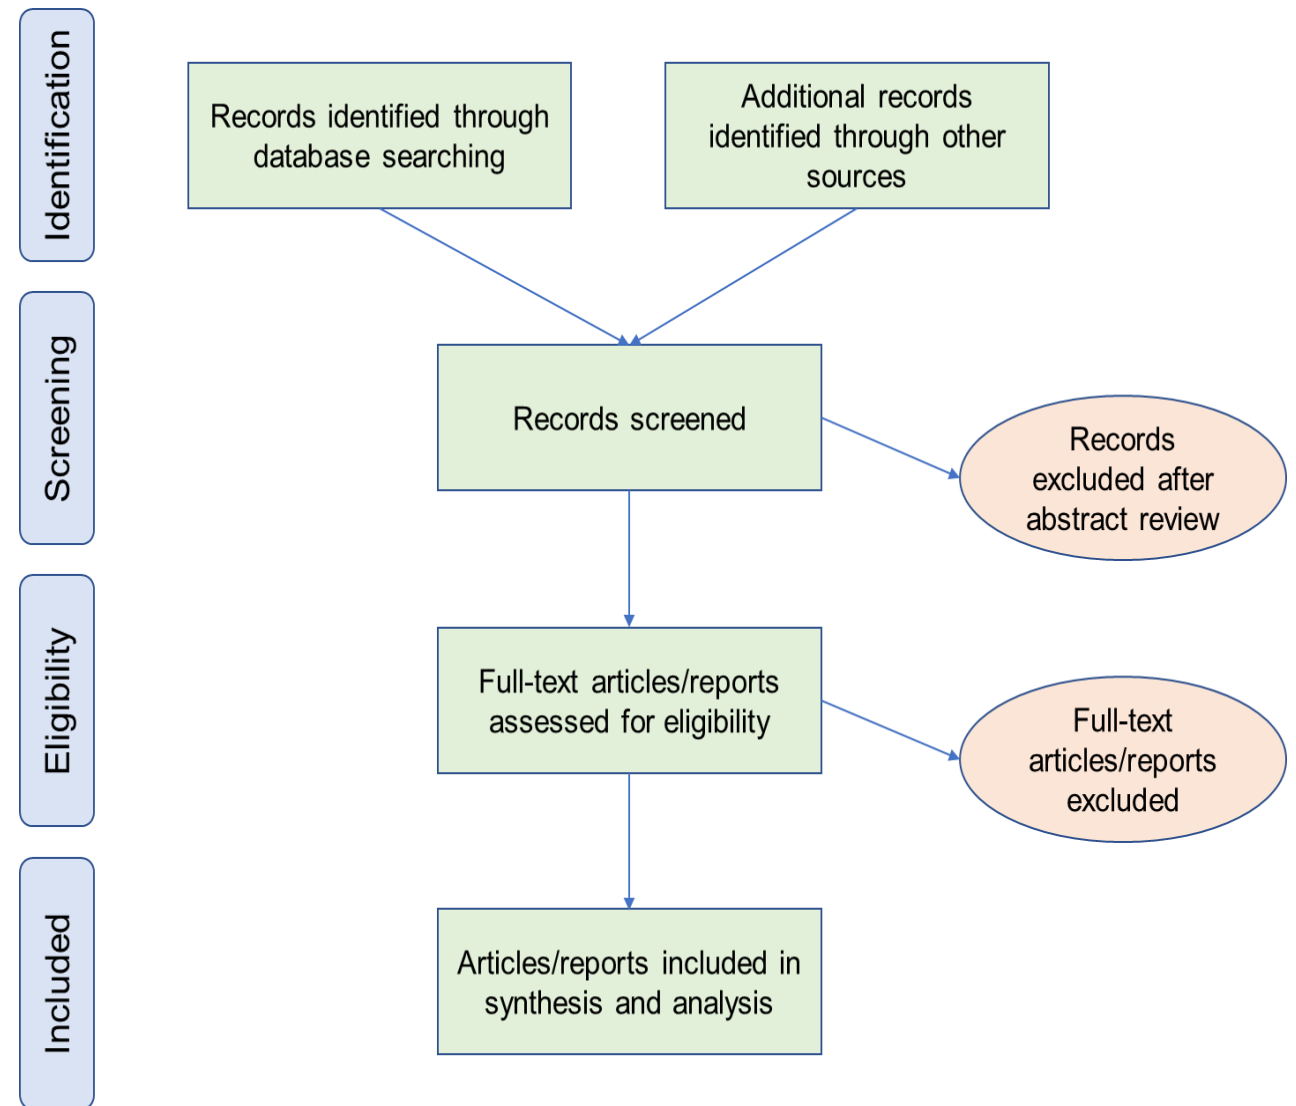 Identification
Records identified through
database searching
Additional records
identified through other
sources
Screening
Records screened
Records
excluded after
abstract review
Eligibility
Full-text articles/reports
assessed for eligibility
Full-text
articles/reports
excluded
Included
Articles/reports included in
synthesis and analysis